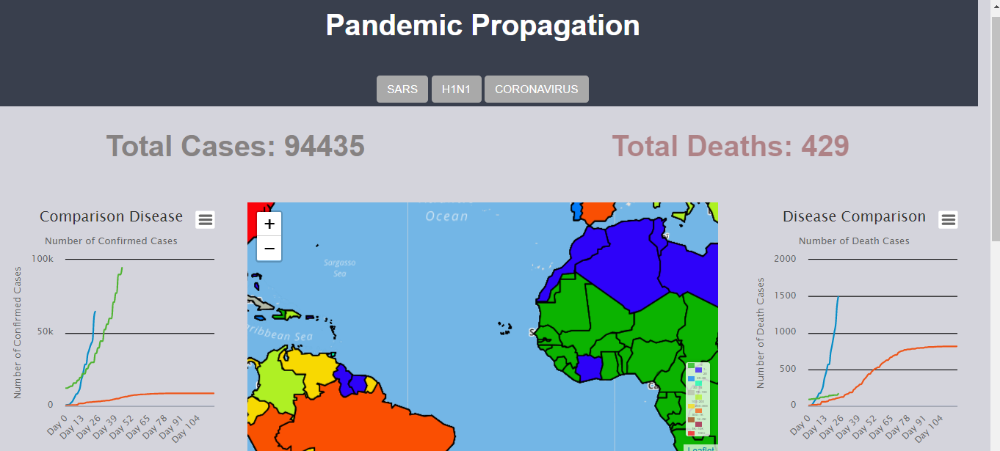 Pandemic Propagation
SARS
H1N1
CORONAVIRUS
Total Cases: 94435
Total Deaths: 429
Comparison Disease
Number of Confirmed Cases
Number of Confirmed Cases
100k
50k
0
Day 0
Day 13
Day 26
Day 39
Day 52
Day 65
Day 78
Day 91
Day 104
+
−
Ocean
Sargasso
Sea
Sea
Leaflet
Disease Comparison
Number of Death Cases
Number of Death Cases
2000
1500
1000
500
0
Day 0
Day 13
Day 26
Day 39
Day 52
Day 65
Day 78
Day 91
Day 104